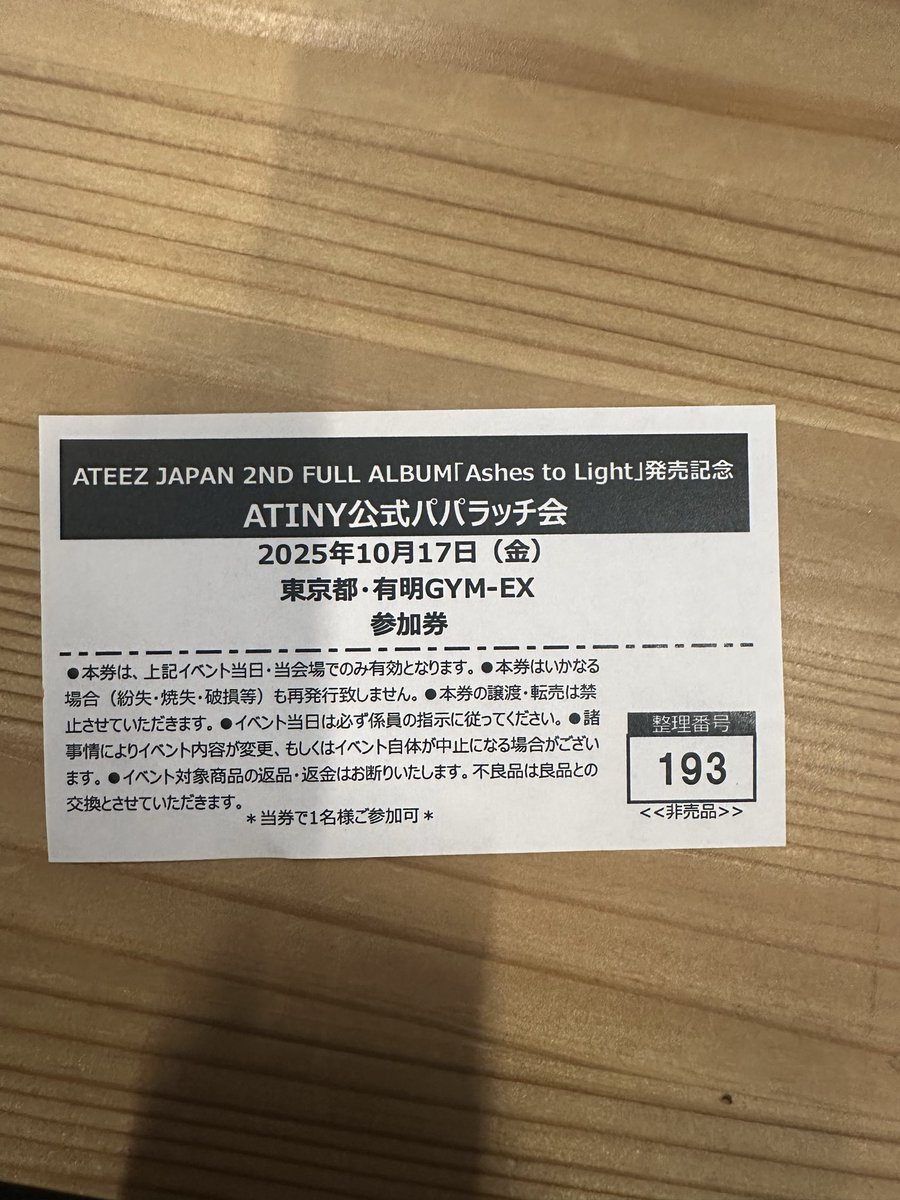 ATEEZ JAPAN 2ND FULL ALBUM「Ashes to Light」発売記念
ATINY公式パパラッチ会
2025年10月17日（金）
東京都・有明GYM-EX
参加券
●本券は、上記イベント当日・当会場でのみ有効となります。●本券はいかなる
場合（紛失・焼失・破損等）も再発行致しません。●本券の譲渡・転売は禁
止させていただきます。●イベント当日は必ず係員の指示に従ってください。●諸
事情によりイベント内容が変更、もしくはイベント自体が中止になる場合がござい
ます。●イベント対象商品の返品・返金はお断りいたします。不良品は良品との
交換とさせていただきます。
＊当券で1名様ご参加可＊
整理番号
193
<<非売品>>